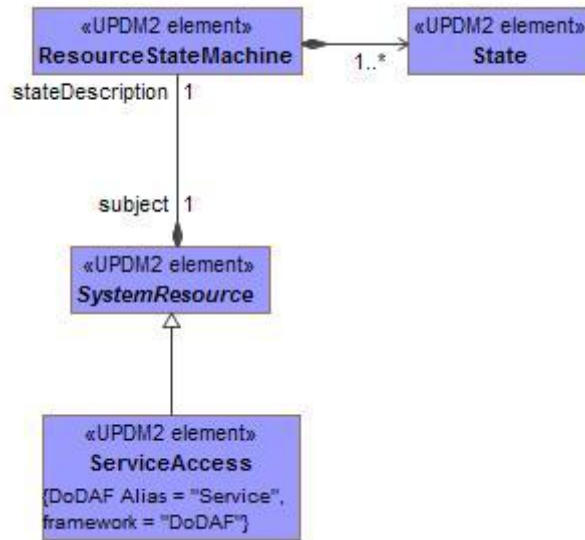 «UPDM2 element»
ResourceStateMachine
«UPDM2 element»
State
1..*
stateDescription 1
subject 1
«UPDM2 element»
SystemResource
«UPDM2 element»
ServiceAccess
{DoDAF Alias = "Service",
framework = "DoDAF"}